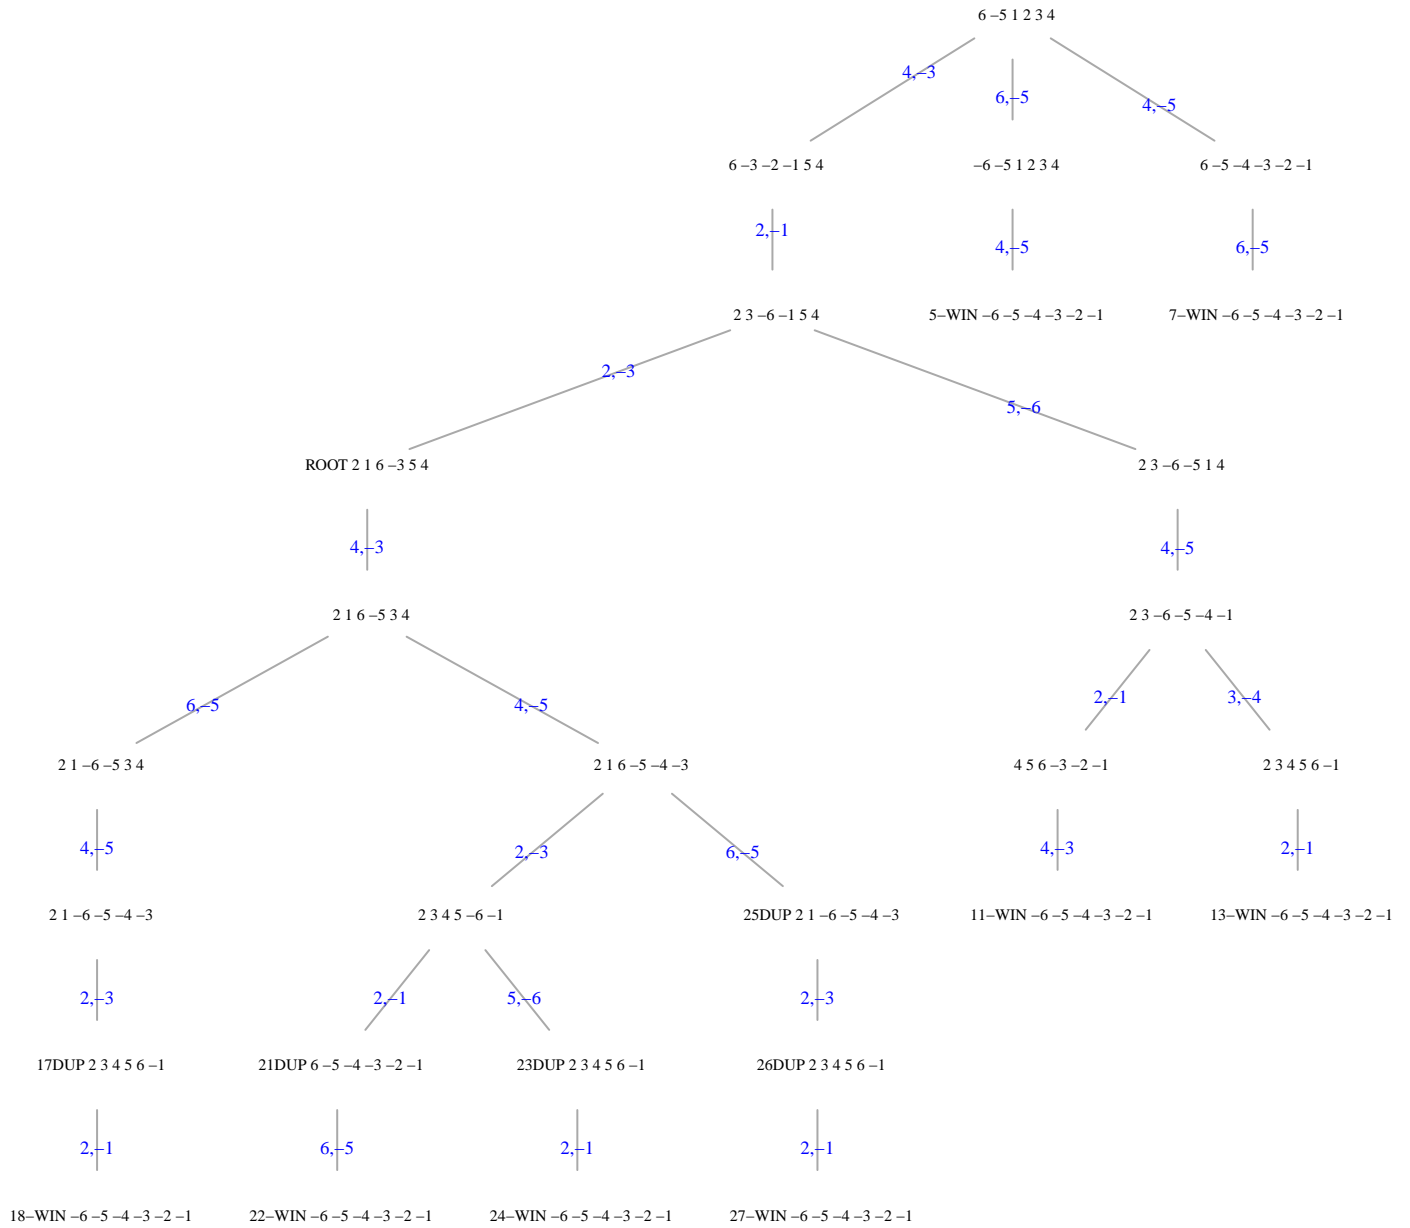 6 –5 1 2 3 4
4,–3
6,–5
4,–5
6 –3 –2 –1 5 4
–6 –5 1 2 3 4
6 –5 –4 –3 –2 –1
2,–1
4,–5
6,–5
2 3 –6 –1 5 4
5–WIN –6 –5 –4 –3 –2 –1
7–WIN –6 –5 –4 –3 –2 –1
2,–3
5,–6
ROOT 2 1 6 –3 5 4
2 3 –6 –5 1 4
4,–3
4,–5
2 1 6 –5 3 4
2 3 –6 –5 –4 –1
6,–5
4,–5
2,–1
3,–4
2 1 –6 –5 3 4
2 1 6 –5 –4 –3
4 5 6 –3 –2 –1
2 3 4 5 6 –1
4,–5
2,–3
6,–5
4,–3
2,–1
2 1 –6 –5 –4 –3
2 3 4 5 –6 –1
25DUP 2 1 –6 –5 –4 –3
11–WIN –6 –5 –4 –3 –2 –1
13–WIN –6 –5 –4 –3 –2 –1
2,–3
2,–1
5,–6
2,–3
17DUP 2 3 4 5 6 –1
21DUP 6 –5 –4 –3 –2 –1
23DUP 2 3 4 5 6 –1
26DUP 2 3 4 5 6 –1
2,–1
6,–5
2,–1
2,–1
18–WIN –6 –5 –4 –3 –2 –1
22–WIN –6 –5 –4 –3 –2 –1
24–WIN –6 –5 –4 –3 –2 –1
27–WIN –6 –5 –4 –3 –2 –1